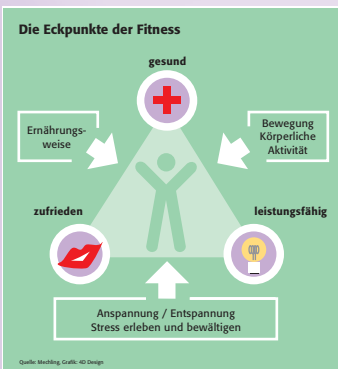 Die Eckpunkte der Fitness
gesund
Ernährungs-
weise
Bewegung
Körperliche
Aktivität
zufrieden
leistungsfähig
Anspannung / Entspannung
Stress erleben und bewältigen
Quelle: Mechling, Grafik: 4D Design